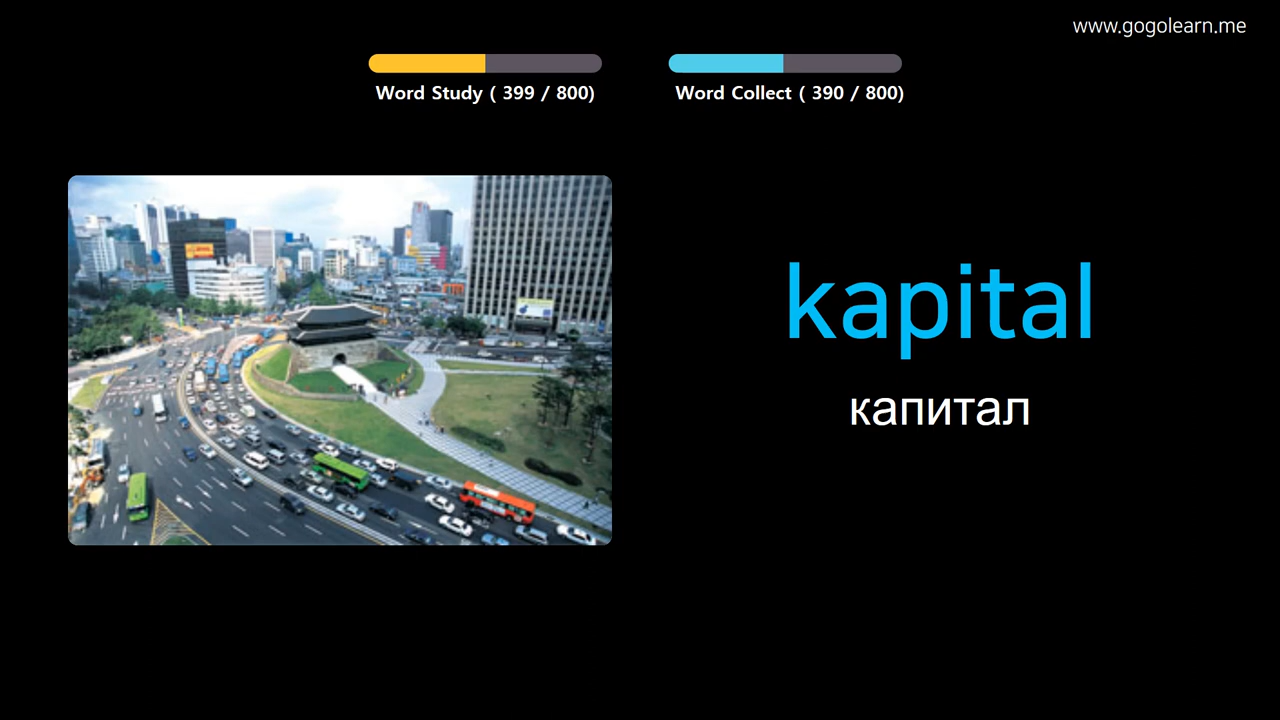 www.gogolearn.me
Word Study ( 399 / 800)
Word Collect ( 390 / 800)
kapital
капитал